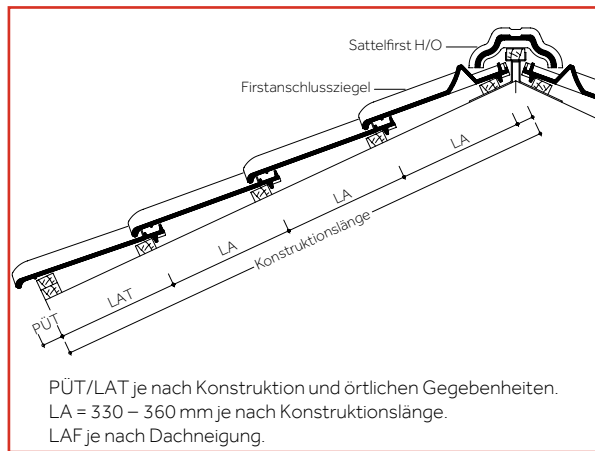 Sattelfirst H/O
Firstanschlussziegel
LA
LA
LA
Konstruktionslänge
LAT
PÜT
PÜT/LAT je nach Konstruktion und örtlichen Gegebenheiten.
LA = 330 – 360 mm je nach Konstruktionslänge.
LAF je nach Dachneigung.